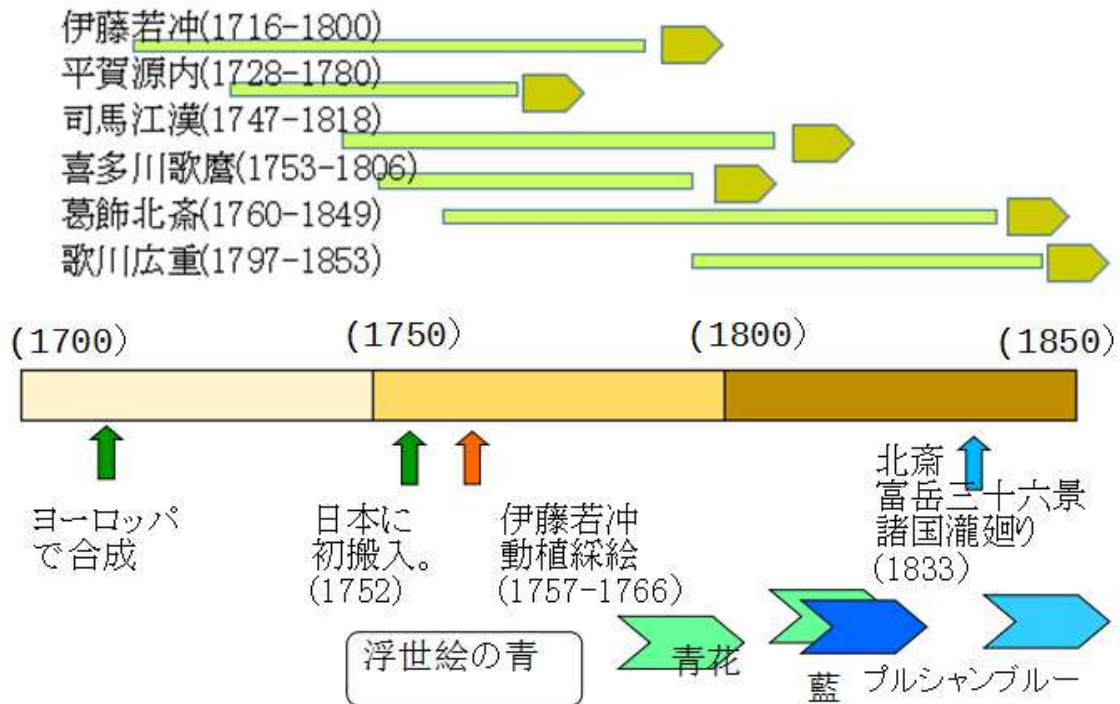 伊藤若冲(1716-1800)
平賀源内(1728-1780)
司馬江漢(1747-1818)
喜多川歌麿(1753-1806)
葛飾北斎(1760-1849)
歌川広重(1797-1853)
(1700)
(1750)
(1800)
(1850)
ヨーロッパ
で合成
日本に
初搬入。
(1752)
伊藤若冲
動植綵絵
(1757-1766)
北斎
富岳三十六景
諸国瀧廻り
(1833)
浮世絵の青
青花
藍
プルシャンブルー